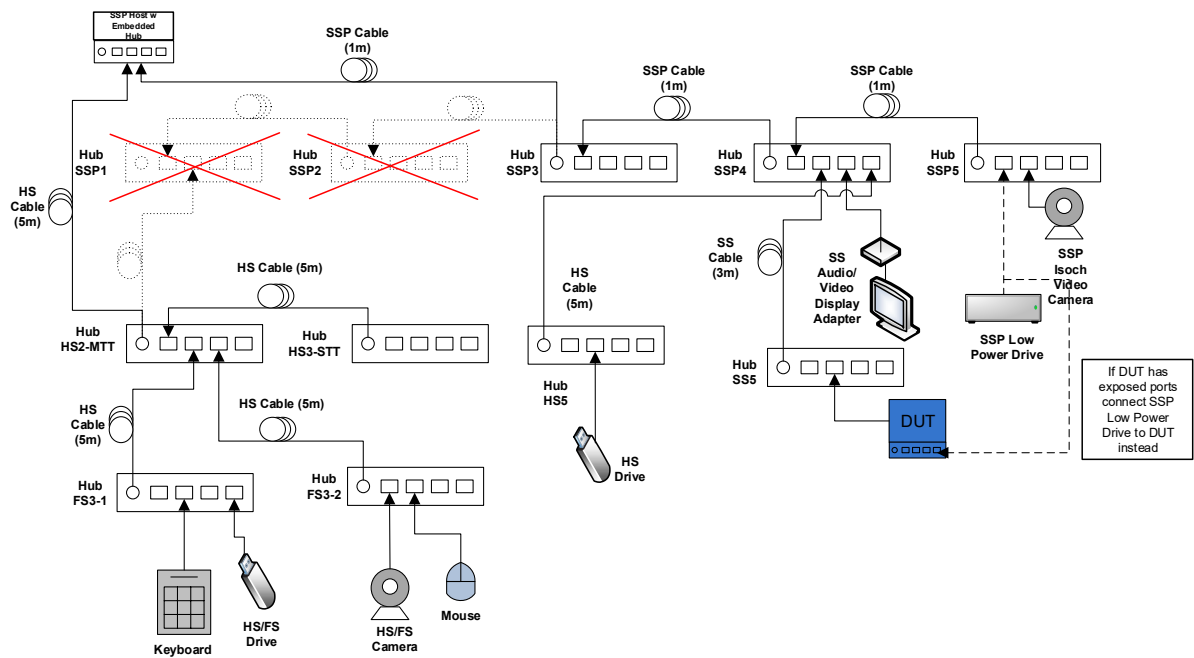 SSP Host w
Embedded
Hub
SSP Cable
(1m)
SSP Cable
(1m)
SSP Cable
(1m)
Hub
SSP1
Hub
SSP2
Hub
SSP3
Hub
SSP4
Hub
SSP5
HS
Cable
(5m)
HS Cable (5m)
HS
Cable
(5m)
SS
Cable
(3m)
SS
Audio/
Video
Display
Adapter
SSP
Isoch
Video
Camera
SSP Low
Power Drive
Hub
HS2-MTT
Hub
HS3-STT
Hub
HS5
Hub
SS5
If DUT has
exposed ports
connect SSP
Low Power
Drive to DUT
instead
HS
Cable
(5m)
HS Cable (5m)
DUT
HS
Drive
Hub
FS3-1
Hub
FS3-2
Keyboard
HS/FS
Drive
HS/FS
Camera
Mouse